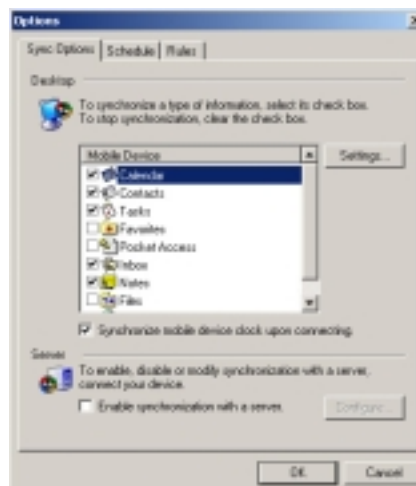 Options
Sync Options Schedule Rules
Desktop
To synchronize a type of information, select its check box.
To stop synchronization, clear the check box.
Mobile Device
Settings...
Calendar
Contacts
Tasks
Favorites
Pocket Access
Inbox
Notes
Files
Synchronize mobile device clock upon connecting.
Server
To enable, disable or modify synchronization with a server,
connect your device.
Enable synchronization with a server.
Configure...
OK Cancel